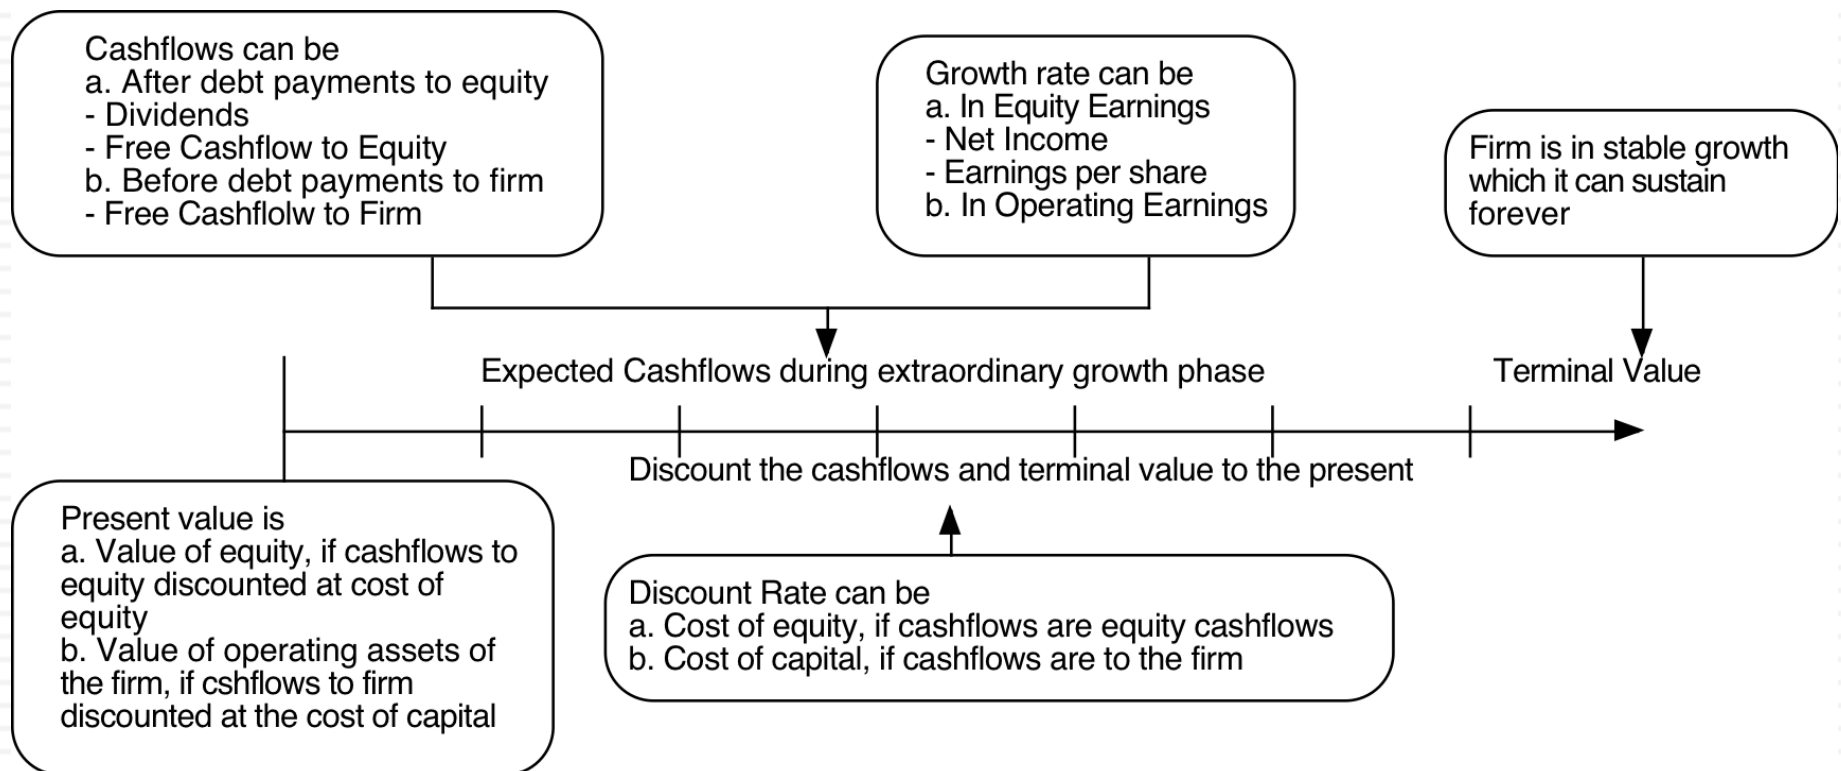 Cashflows can be
a. After debt payments to equity
- Dividends
- Free Cashflow to Equity
b. Before debt payments to firm
- Free Cashflolw to Firm
Growth rate can be
a. In Equity Earnings
- Net Income
- Earnings per share
b. In Operating Earnings
Firm is in stable growth
which it can sustain
forever
Expected Cashflows during extraordinary growth phase
Terminal Value
Discount the cashflows and terminal value to the present
Present value is
a. Value of equity, if cashflows to
equity discounted at cost of
equity
b. Value of operating assets of
the firm, if cshflows to firm
discounted at the cost of capital
Discount Rate can be
a. Cost of equity, if cashflows are equity cashflows
b. Cost of capital, if cashflows are to the firm